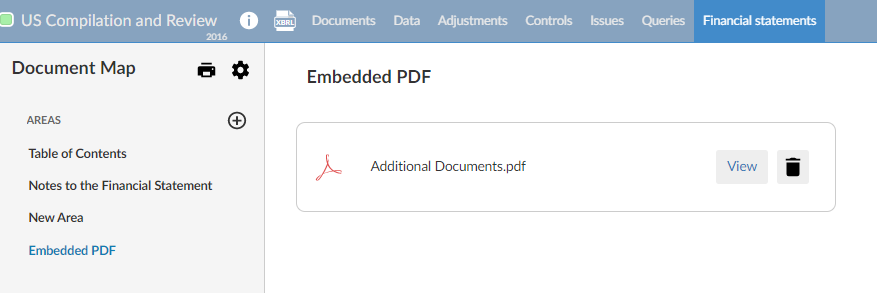 US Compilation and Review
2016
XBRL
Documents Data Adjustments Controls Issues Queries Financial statements
Document Map
AREAS
Table of Contents
Notes to the Financial Statement
New Area
Embedded PDF
Embedded PDF
Additional Documents.pdf
View